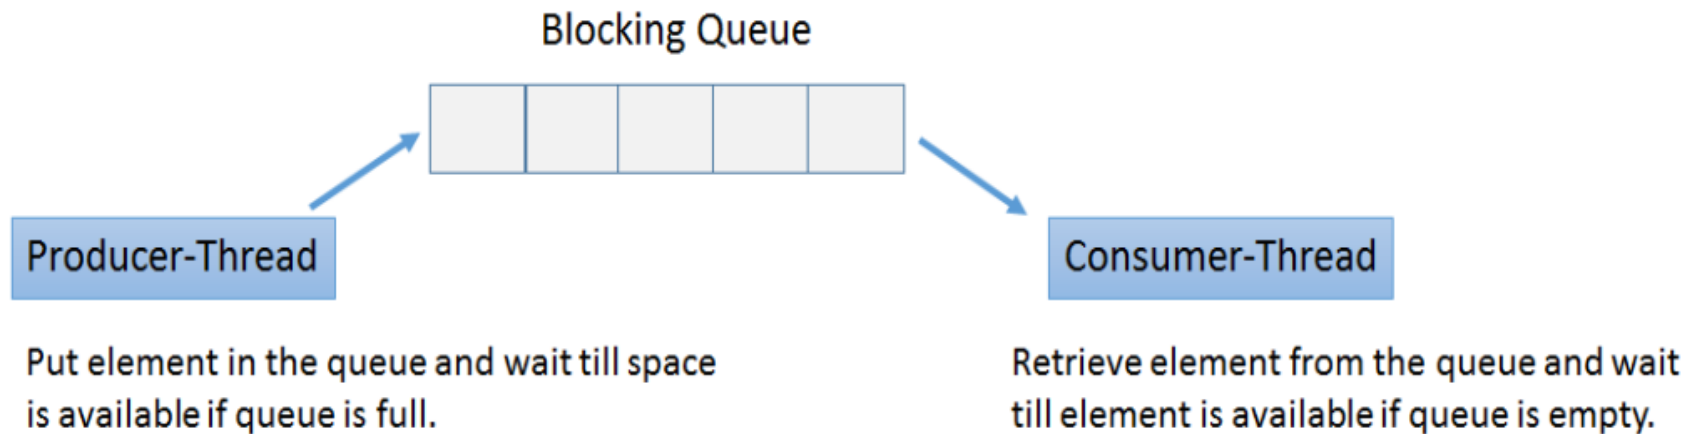 Blocking Queue
Producer-Thread
Consumer-Thread
Put element in the queue and wait till space
is available if queue is full.
Retrieve element from the queue and wait
till element is available if queue is empty.